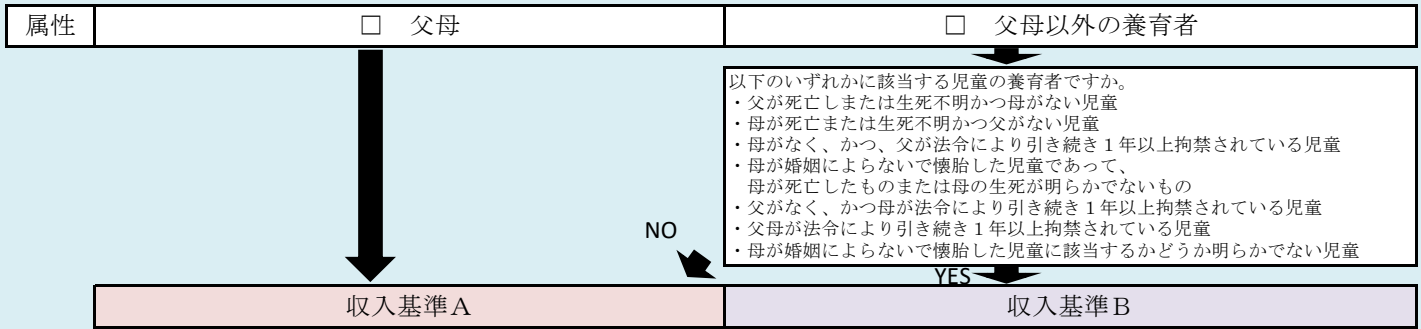 属性
□ 父母
□ 父母以外の養育者
以下のいずれかに該当する児童の養育者ですか。
・父が死亡しまたは生死不明かつ母がない児童
・母が死亡または生死不明かつ父がない児童
・母がなく、かつ、父が法令により引き続き１年以上拘禁されている児童
・母が婚姻によらないで懐胎した児童であって、
母が死亡したものまたは母の生死が明らかでないもの
・父がなく、かつ母が法令により引き続き１年以上拘禁されている児童
・父母が法令により引き続き１年以上拘禁されている児童
・母が婚姻によらないで懐胎した児童に該当するかどうか明らかでない児童
NO
YES
収入基準Ａ
収入基準Ｂ